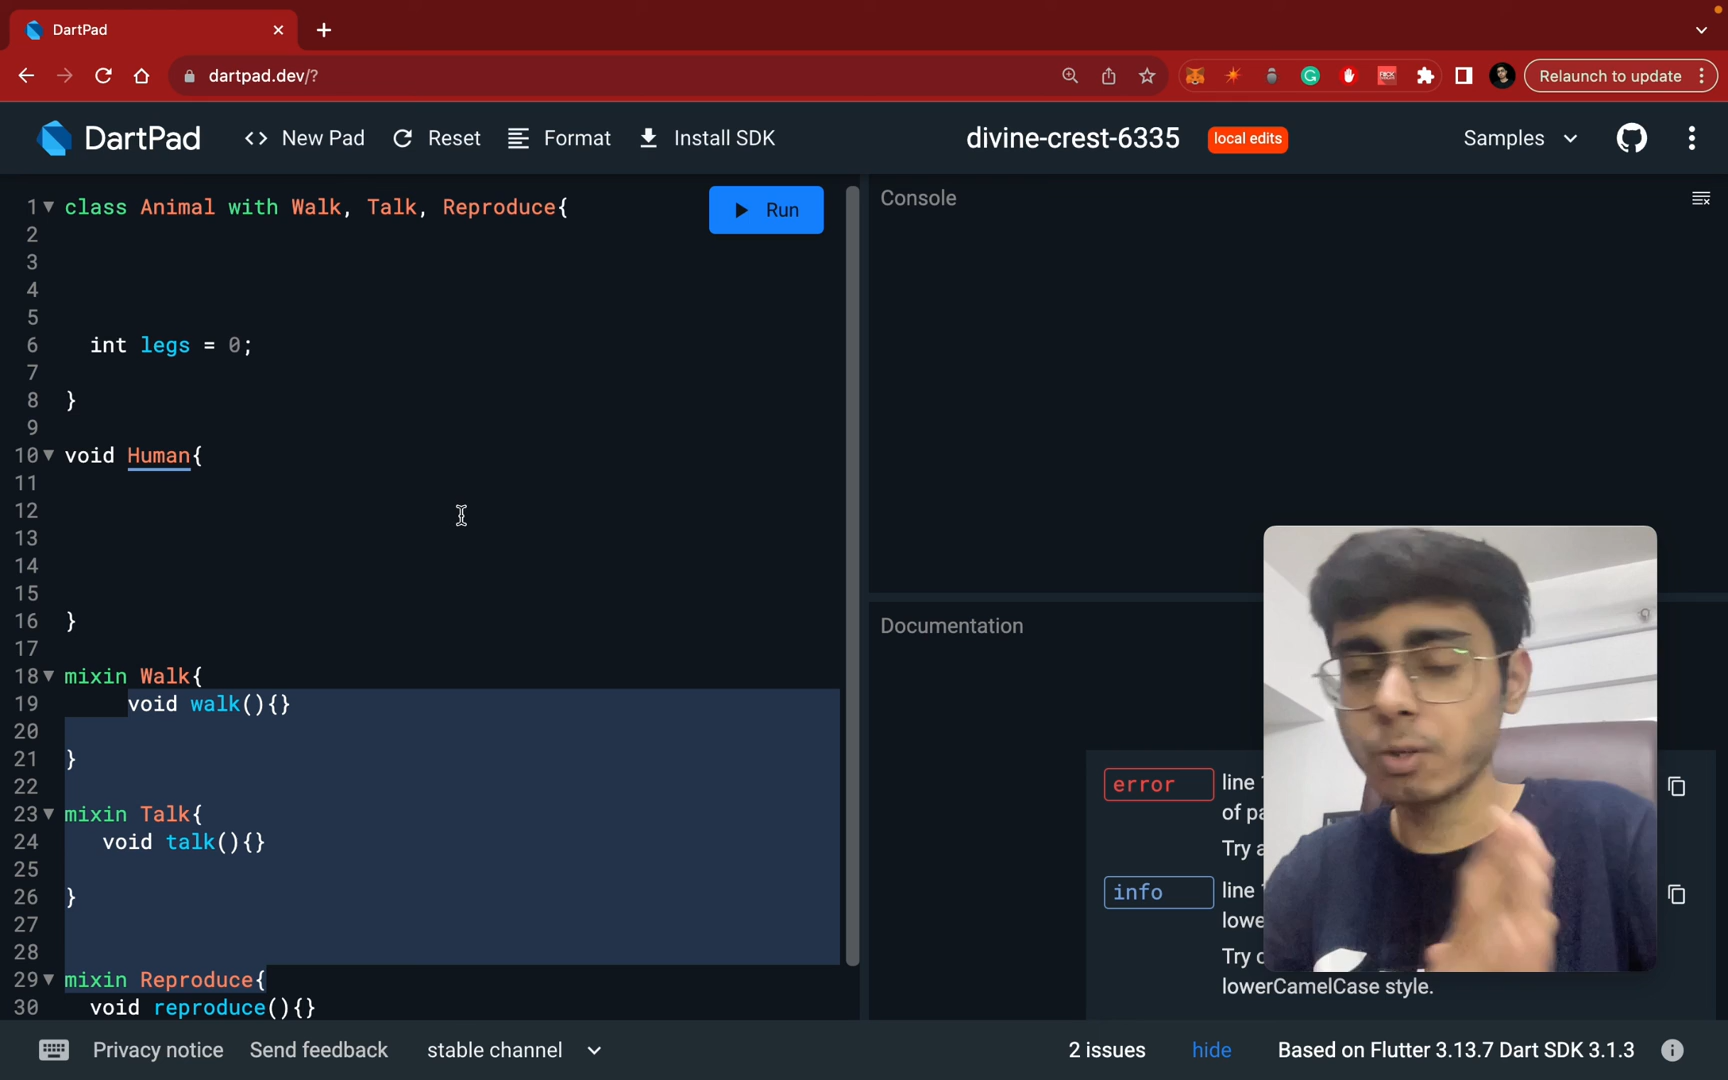 DartPad
dartpad.dev/?
Relaunch to update
DartPad
New Pad
Reset
Format
Install SDK
divine-crest-6335
local edits
Samples
1 class Animal with Walk, Talk, Reproduce{
2
3
4
5
6 int legs = 0;
7
8 }
9
10 void Human{
11
12
13
14
15
16 }
17
18 mixin Walk{
19 void walk(){}
20
21 }
22
23 mixin Talk{
24 void talk(){}
25
26 }
27
28
29 mixin Reproduce{
30 void reproduce(){}
Run
Console
Documentation
error
line
of
Try
info
line
Try
lowerCamelCase style.
Privacy notice
Send feedback
stable channel
2 issues
hide
Based on Flutter 3.13.7 Dart SDK 3.1.3